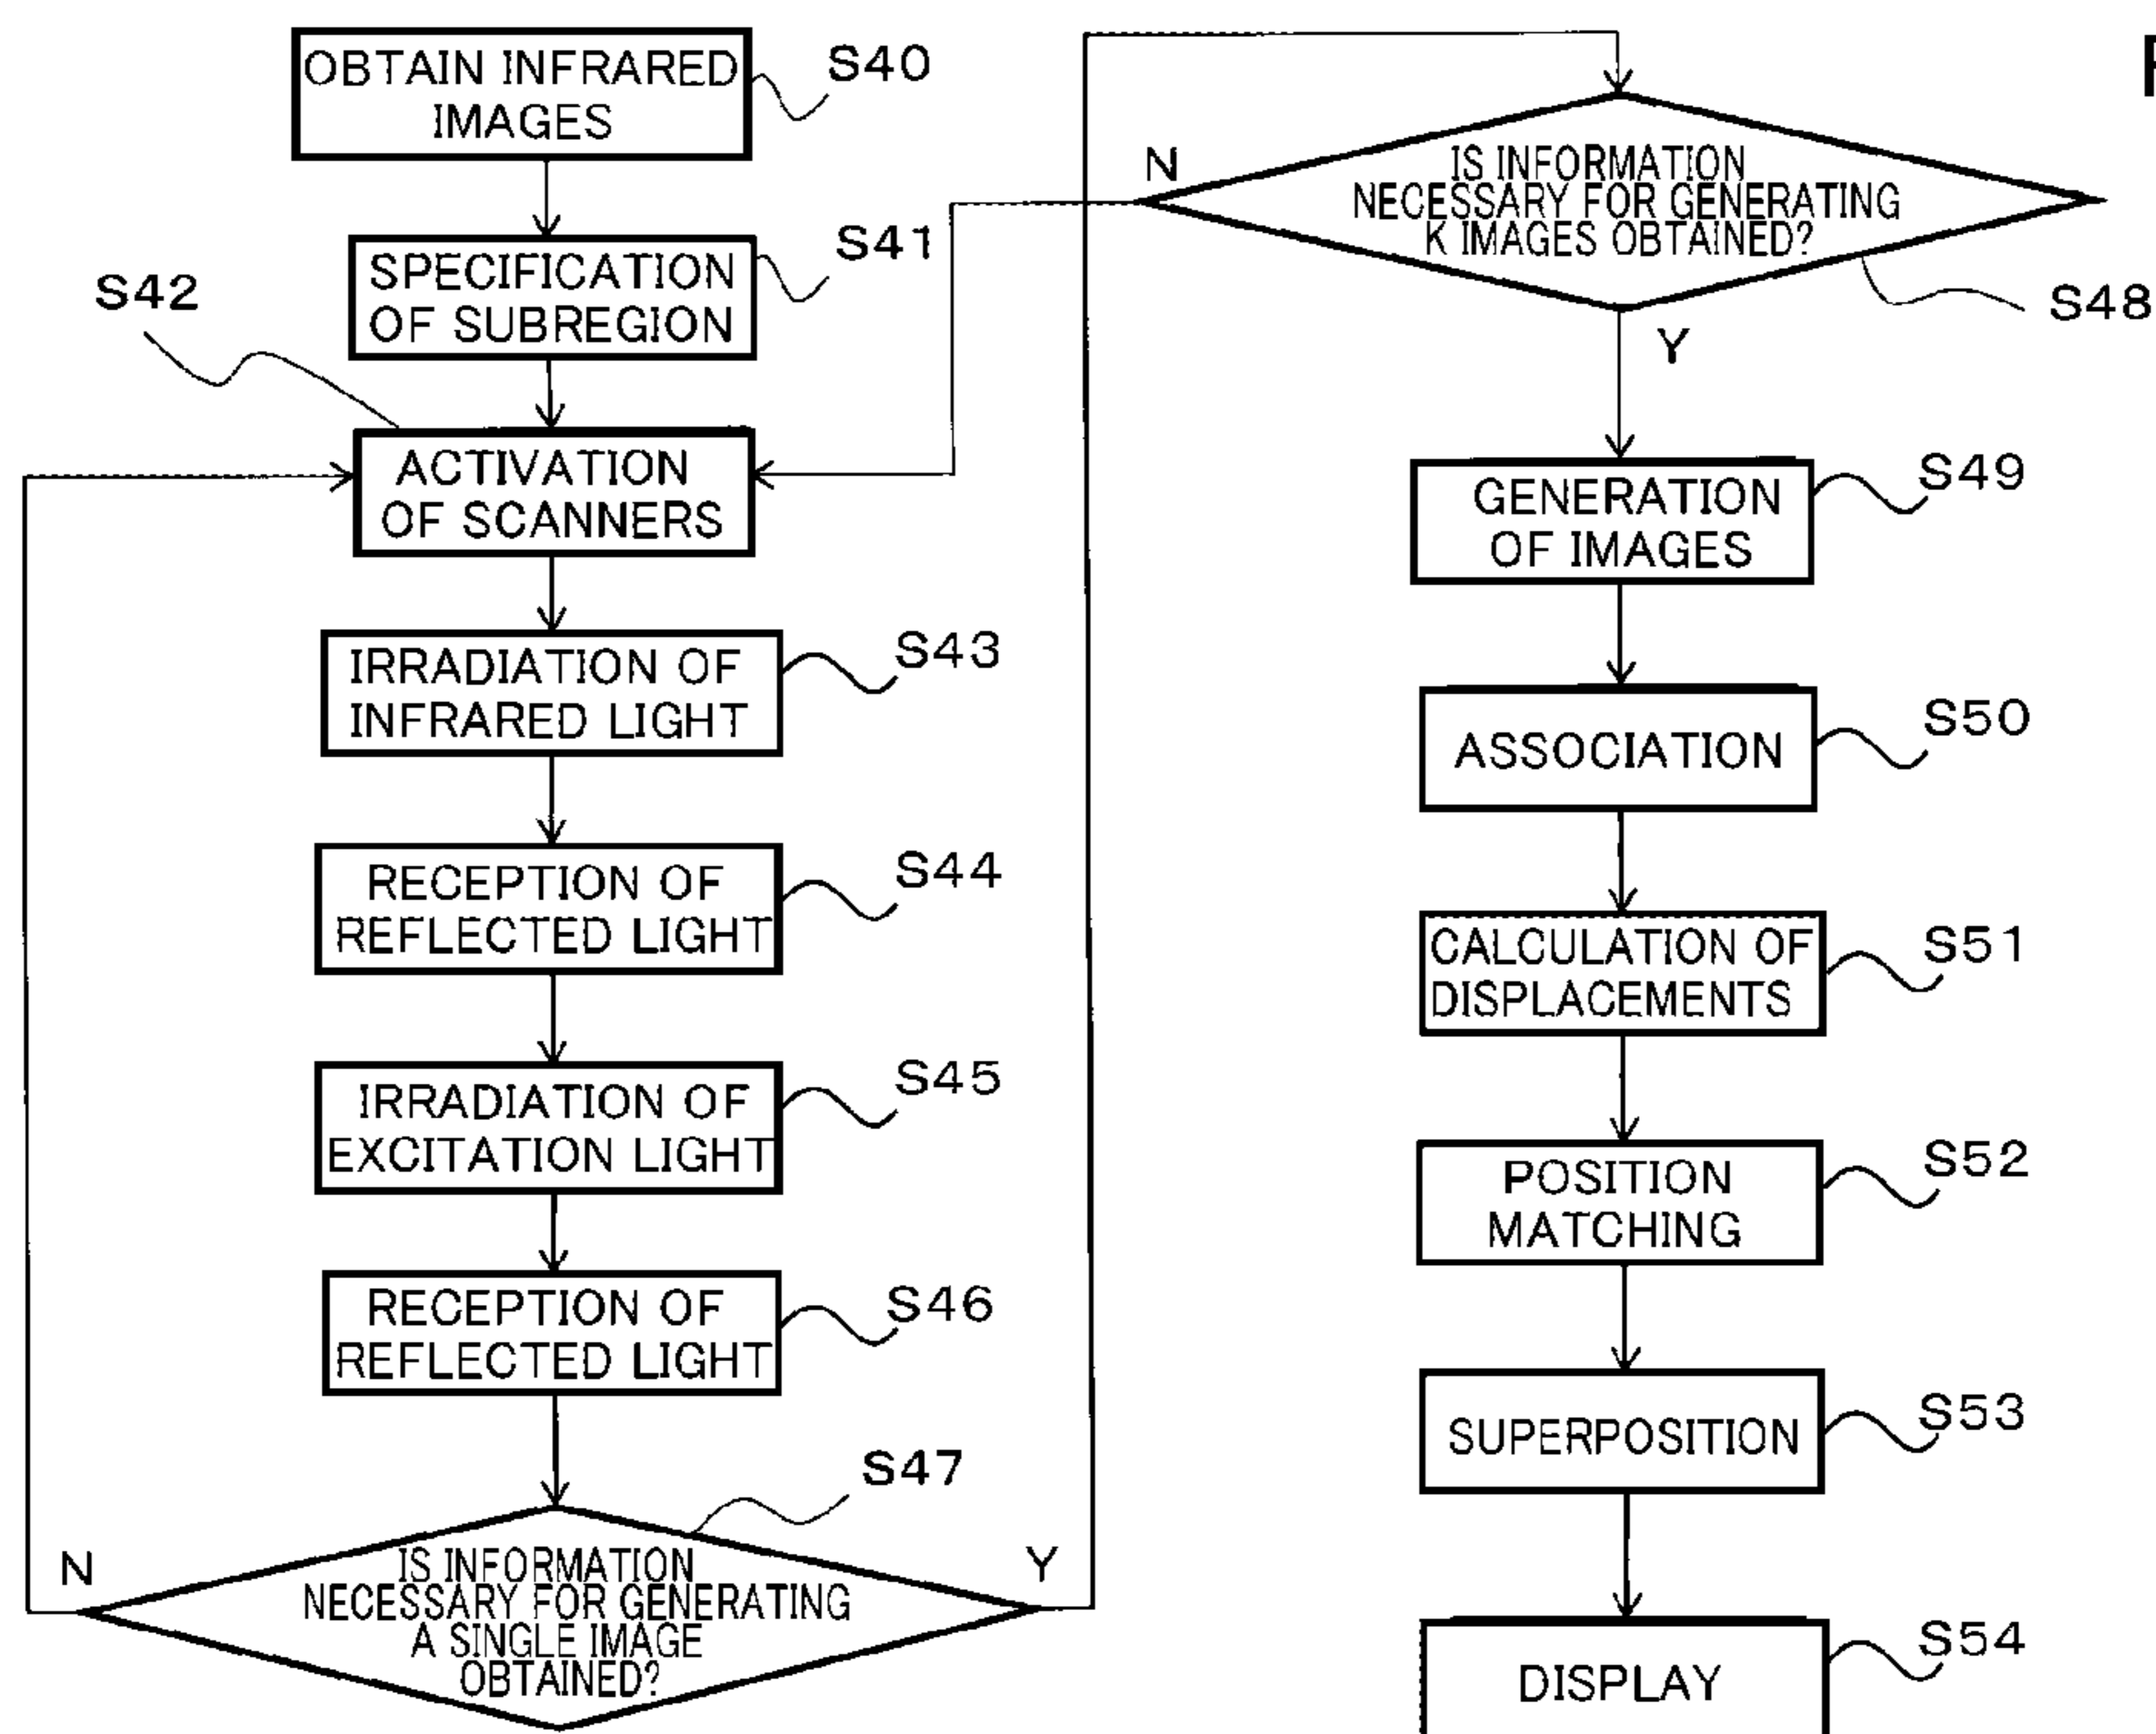 OBTAIN INFRARED
IMAGES
S40
SPECIFICATION
OF SUBREGION
S41
S42
ACTIVATION
OF SCANNERS
IRRADIATION OF
INFRARED LIGHT
S43
RECEPTION OF
REFLECTED LIGHT
S44
IRRADIATION OF
EXCITATION LIGHT
S45
RECEPTION OF
REFLECTED LIGHT
S46
S47
N
IS INFORMATION
NECESSARY FOR GENERATING
A SINGLE IMAGE
OBTAINED?
Y
N
IS INFORMATION
NECESSARY FOR GENERATING
K IMAGES OBTAINED?
S48
Y
GENERATION
OF IMAGES
S49
ASSOCIATION
S50
CALCULATION OF
DISPLACEMENTS
S51
POSITION
MATCHING
S52
SUPERPOSITION
S53
DISPLAY
S54